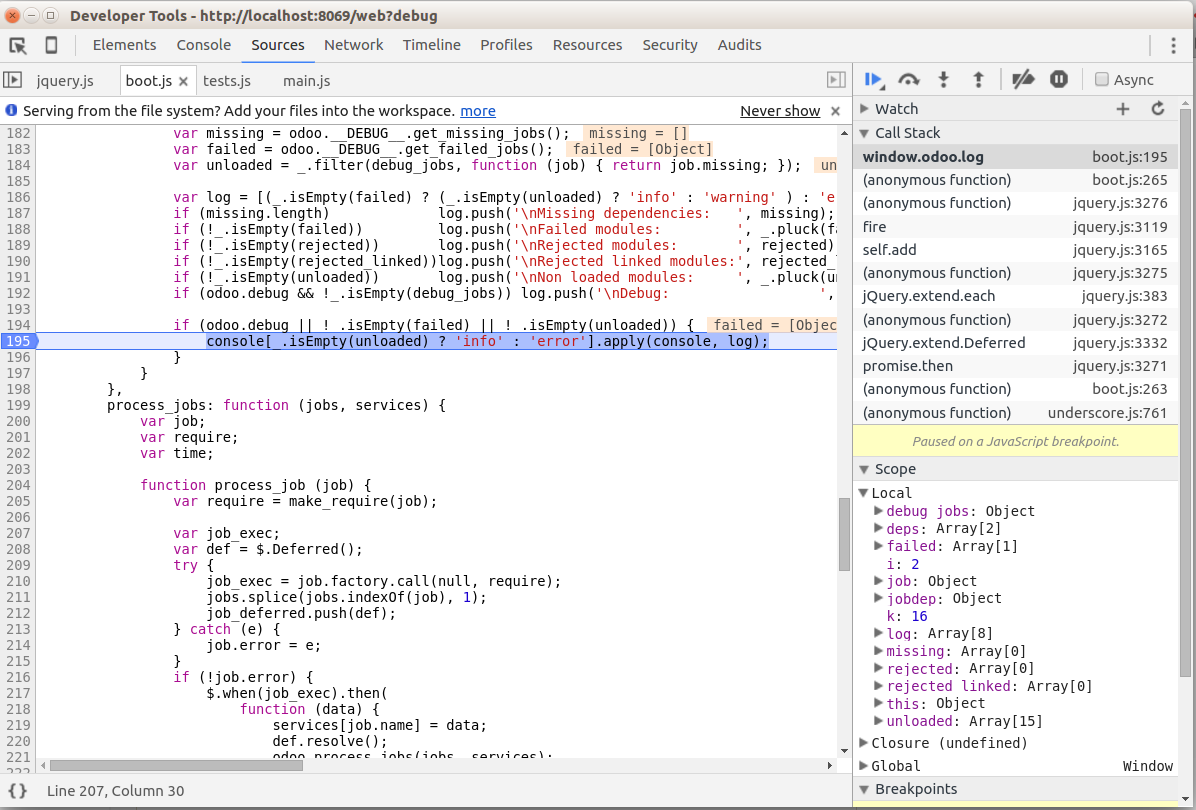 Developer Tools - http://localhost:8069/web?debug
Elements Console Sources Network Timeline Profiles Resources Security Audits
jquery.js boot.js × tests.js main.js
Serving from the file system? Add your files into the workspace. more Never show ×
182 var missing = odoo.__DEBUG__.get_missing_jobs(); missing = []
183 var failed = odoo.__DEBUG__.get_failed_jobs(); failed = [Object]
184 var unloaded = _.filter(debug_jobs, function (job) { return job.missing; }); un
185
186 var log = [(_.isEmpty(failed) ? (_.isEmpty(unloaded) ? 'info' : 'warning' ) : 'e
187 if (missing.length) log.push('\nMissing dependencies: ', missing);
188 if (!_.isEmpty(failed)) log.push('\nFailed modules: ', _.pluck(fa
189 if (!_.isEmpty(rejected)) log.push('\nRejected modules: ', rejected)
190 if (!_.isEmpty(rejected_linked))log.push('\nRejected linked modules:', rejected_l
191 if (!_.isEmpty(unloaded)) log.push('\nNon loaded modules: ', _.pluck(un
192 if (odoo.debug && !_.isEmpty(debug_jobs)) log.push('\nDebug: ',
193
194 if (odoo.debug || !_.isEmpty(failed) || !_.isEmpty(unloaded)) { failed = [Objec
195 console[_.isEmpty(unloaded) ? 'info' : 'error'].apply(console, log);
196 }
197 }
198 },
199 process_jobs: function (jobs, services) {
200 var job;
201 var require;
202 var time;
203
204 function process_job (job) {
205 var require = make_require(job);
206
207 var job_exec;
208 var def = $.Deferred();
209 try {
210 job_exec = job.factory.call(null, require);
211 jobs.splice(jobs.indexOf(job), 1);
212 job_deferred.push(def);
213 } catch (e) {
214 job.error = e;
215 }
216 if (!job.error) {
217 $.when(job_exec).then(
218 function (data) {
219 services[job.name] = data;
220 def.resolve();
221 odoo.process_jobs(jobs, services);
222
{} Line 207, Column 30
Async
Watch
Call Stack
window.odoo.log boot.js:195
(anonymous function) boot.js:265
(anonymous function) jquery.js:3276
fire jquery.js:3119
self.add jquery.js:3165
(anonymous function) jquery.js:3275
jQuery.extend.each jquery.js:383
(anonymous function) jquery.js:3272
jQuery.extend.Deferred jquery.js:3332
promise.then jquery.js:3271
(anonymous function) boot.js:263
(anonymous function) underscore.js:761
Paused on a JavaScript breakpoint.
Scope
Local
debug_jobs: Object
deps: Array[2]
failed: Array[1]
i: 2
job: Object
jobdep: Object
k: 16
log: Array[8]
missing: Array[0]
rejected: Array[0]
rejected_linked: Array[0]
this: Object
unloaded: Array[15]
Closure (undefined)
Global Window
Breakpoints